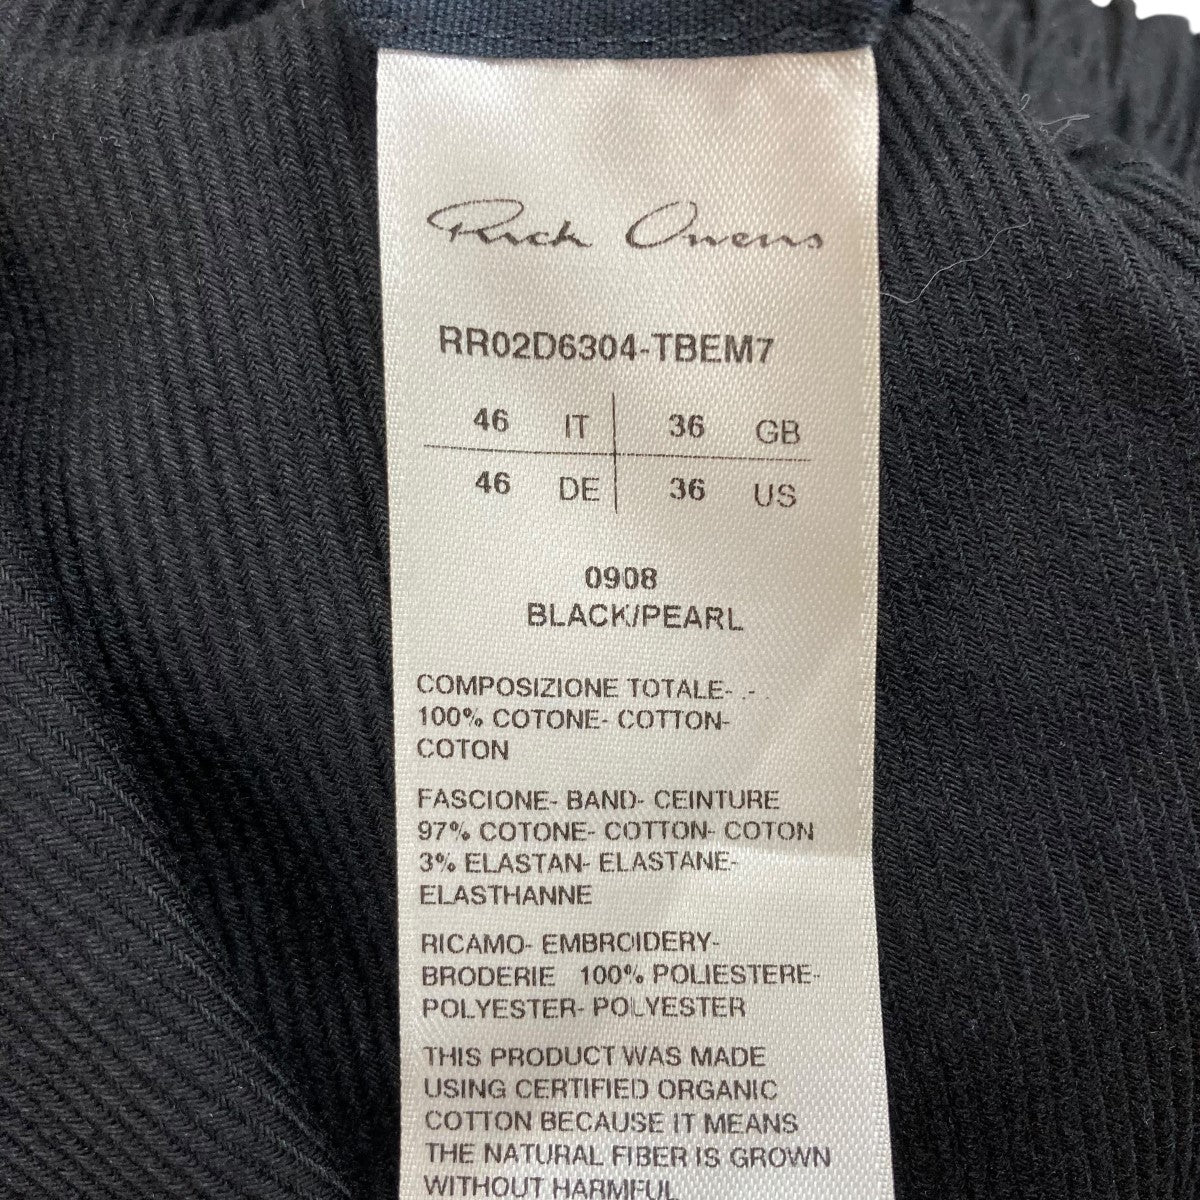 Rick Owens
RR02D6304-TBEM7
46 IT 36 GB
46 DE 36 US
0908
BLACK/PEARL
COMPOSIZIONE TOTALE- .-
100% COTONE- COTTON-
COTON
FASCIONE- BAND- CEINTURE
97% COTONE- COTTON- COTON
3% ELASTAN- ELASTANE-
ELASTHANNE
RICAMO- EMBROIDERY-
BRODERIE 100% POLIESTERE-
POLYESTER- POLYESTER
THIS PRODUCT WAS MADE
USING CERTIFIED ORGANIC
COTTON BECAUSE IT MEANS
THE NATURAL FIBER IS GROWN
WITHOUT HARMFUL